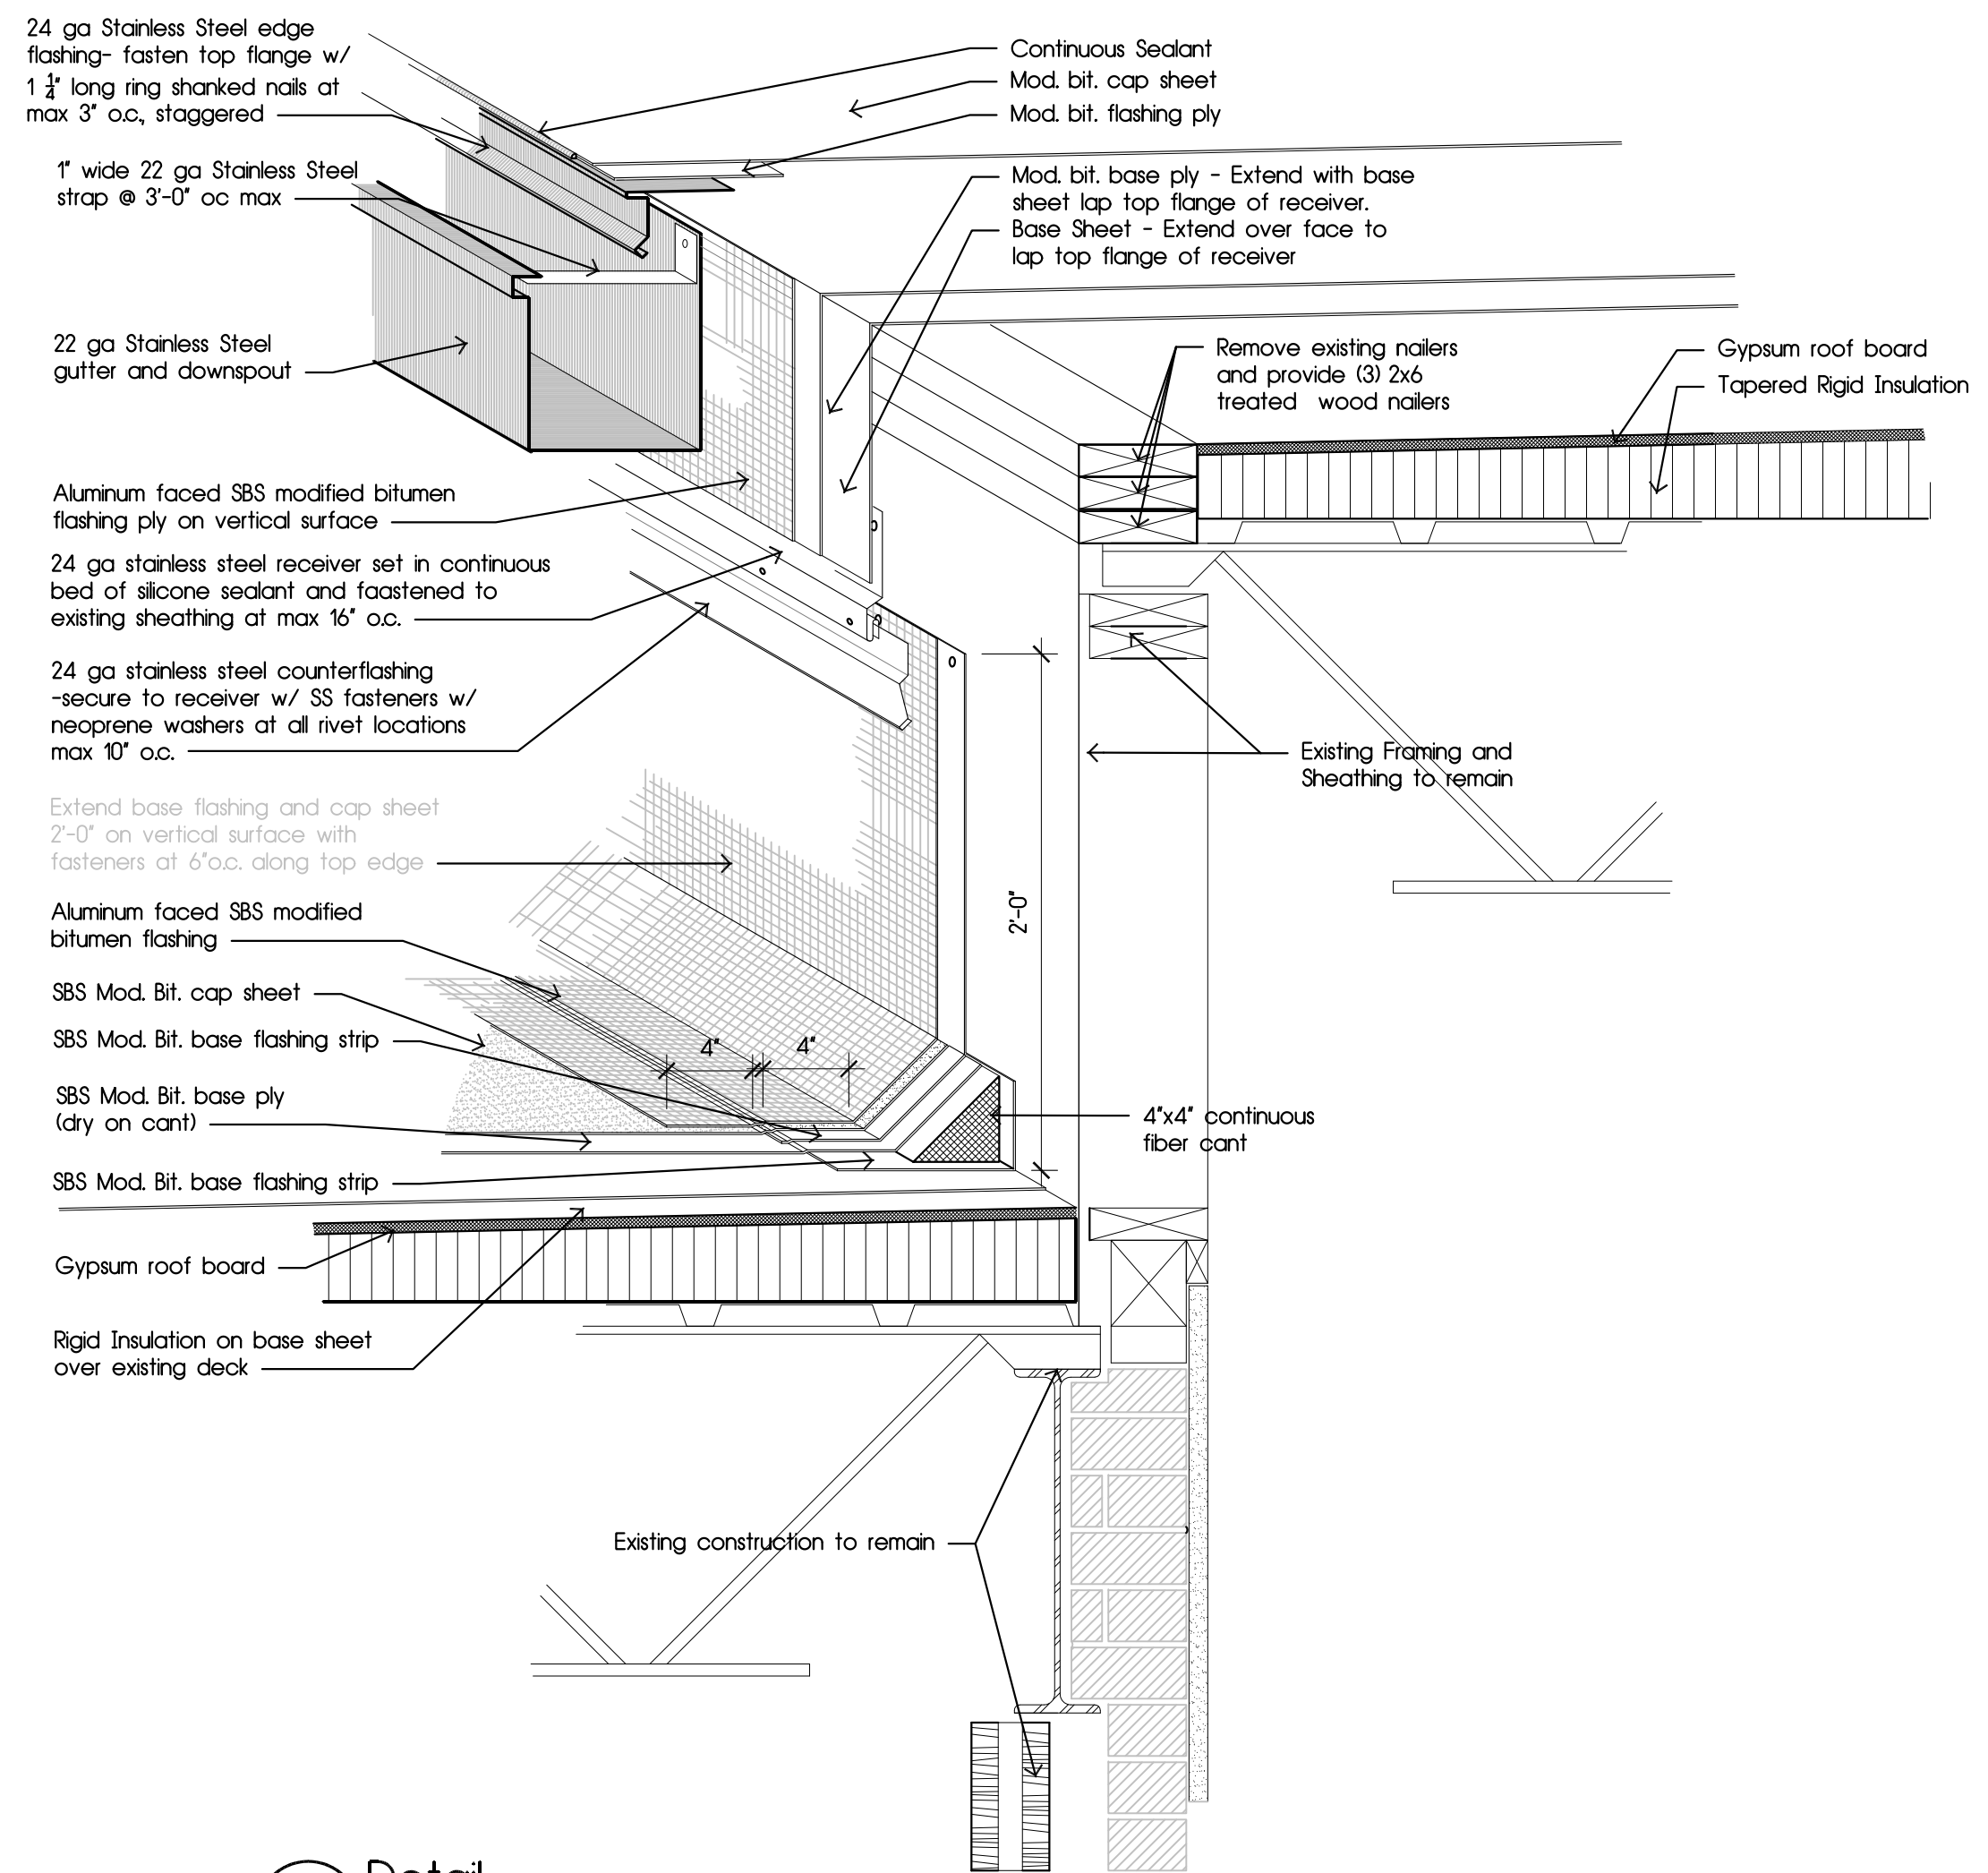 24 ga Stainless Steel edge
flashing- fasten top flange w/
1 1/4" long ring shanked nails at
max 3" o.c., staggered
1" wide 22 ga Stainless Steel
strap @ 3'-0" oc max
22 ga Stainless Steel
gutter and downspout
Aluminum faced SBS modified bitumen
flashing ply on vertical surface
24 ga stainless steel receiver set in continuous
bed of silicone sealant and faastened to
existing sheathing at max 16" o.c.
24 ga stainless steel counterflashing
-secure to receiver w/ SS fasteners w/
neoprene washers at all rivet locations
max 10" o.c.
Extend base flashing and cap sheet
2'-0" on vertical surface with
fasteners at 6"o.c. along top edge
Aluminum faced SBS modified
bitumen flashing
SBS Mod. Bit. cap sheet
SBS Mod. Bit. base flashing strip
SBS Mod. Bit. base ply
(dry on cant)
SBS Mod. Bit. base flashing strip
Gypsum roof board
Rigid Insulation on base sheet
over existing deck
Continuous Sealant
Mod. bit. cap sheet
Mod. bit. flashing ply
Mod. bit. base ply - Extend with base
sheet lap top flange of receiver.
Base Sheet - Extend over face to
lap top flange of receiver
Remove existing nailers
and provide (3) 2x6
treated wood nailers
Gypsum roof board
Tapered Rigid Insulation
Existing Framing and
Sheathing to remain
2'-0"
4"
4"
4"x4" continuous
fiber cant
Existing construction to remain
Detail